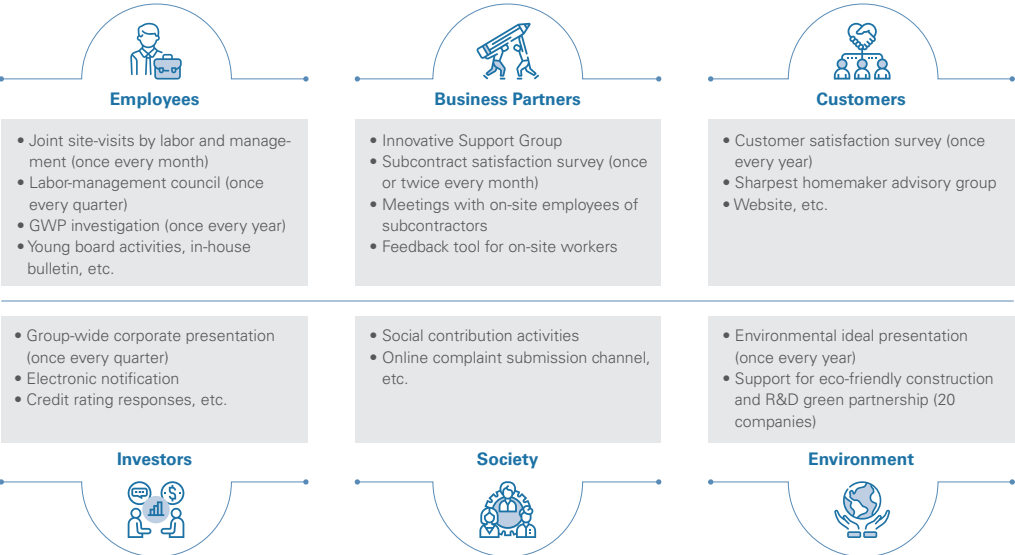 Employees
• Joint site-visits by labor and manage-
ment (once every month)
• Labor-management council (once
every quarter)
• GWP investigation (once every year)
• Young board activities, in-house
bulletin, etc.
Business Partners
• Innovative Support Group
• Subcontract satisfaction survey (once
or twice every month)
• Meetings with on-site employees of
subcontractors
• Feedback tool for on-site workers
Customers
• Customer satisfaction survey (once
every year)
• Sharpest homemaker advisory group
• Website, etc.
• Group-wide corporate presentation
(once every quarter)
• Electronic notification
• Credit rating responses, etc.
Investors
• Social contribution activities
• Online complaint submission channel,
etc.
Society
• Environmental ideal presentation
(once every year)
• Support for eco-friendly construction
and R&D green partnership (20
companies)
Environment